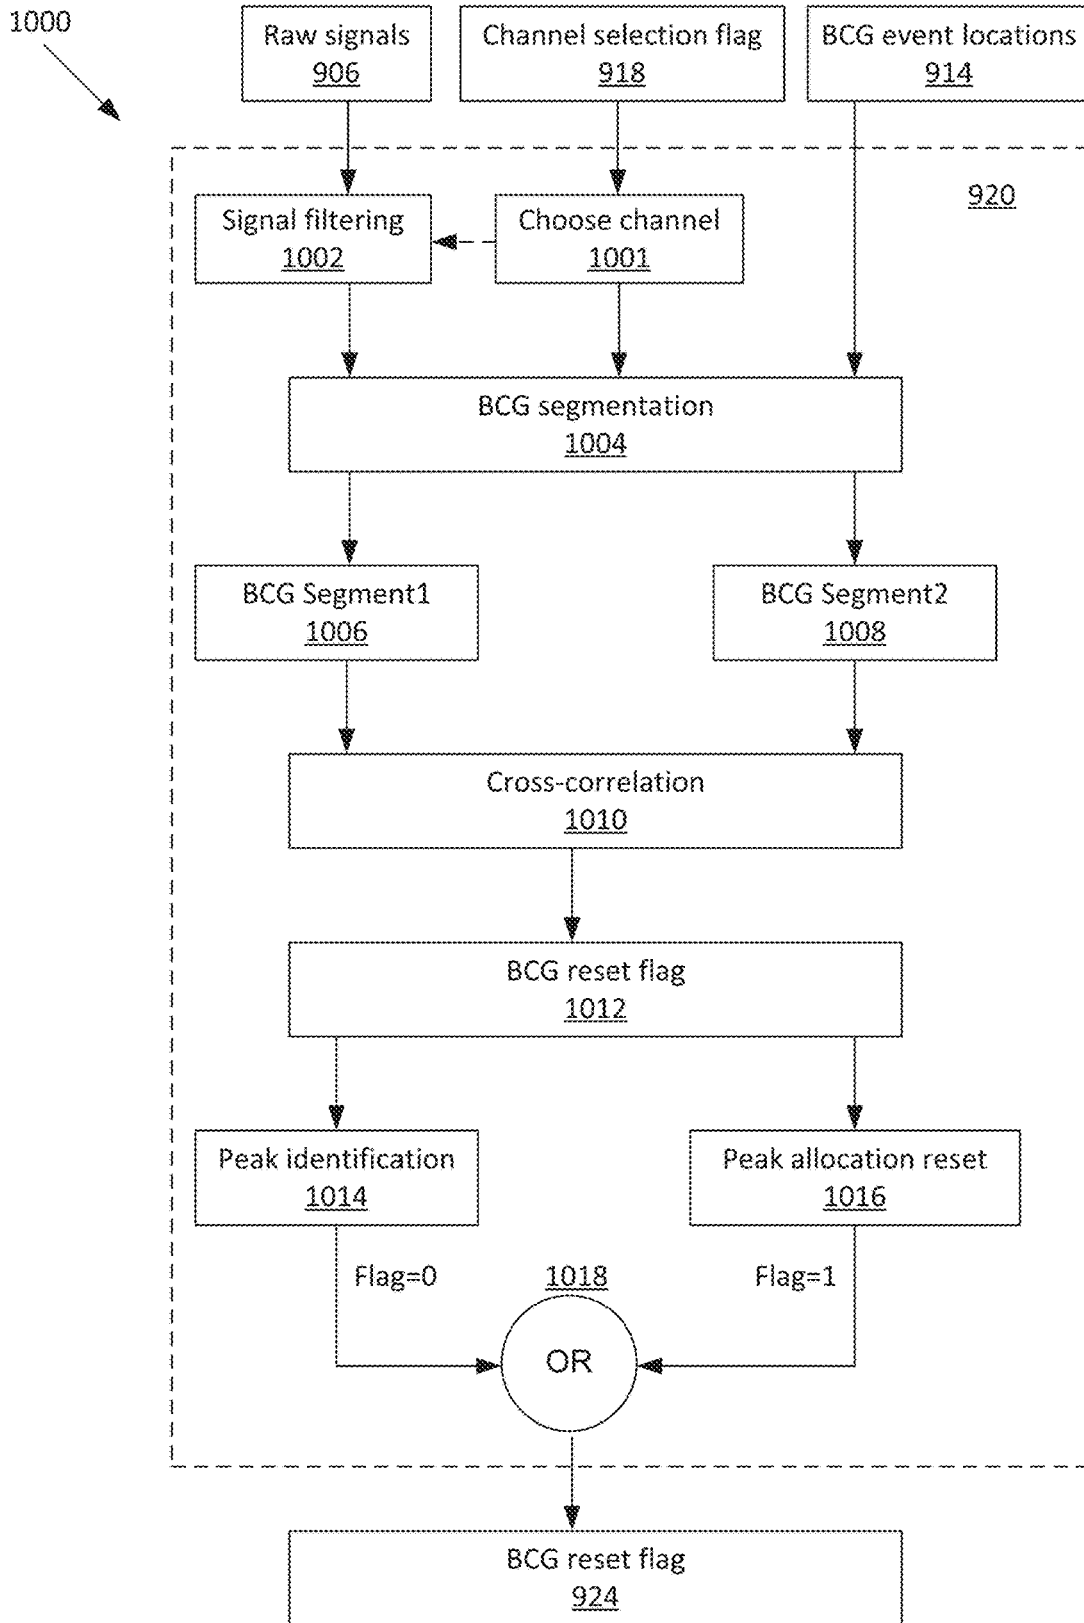 1000
Raw signals
906
Channel selection flag
918
BCG event locations
914
920
Signal filtering
1002
Choose channel
1001
BCG segmentation
1004
BCG Segment1
1006
BCG Segment2
1008
Cross-correlation
1010
BCG reset flag
1012
Peak identification
1014
Peak allocation reset
1016
Flag=0
1018
Flag=1
OR
BCG reset flag
924